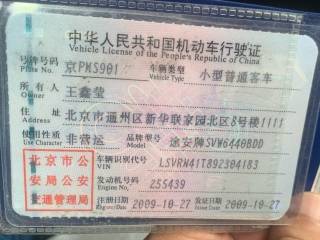 中华人民共和国机动车行驶证
Vehicle License of the People's Republic of China
号牌号码 京PMS901 车辆类型 小型普通客车
Plate No. Vehicle Type
所有人 王鑫莹
Owner
住址 北京市通州区新华联家园北区8号楼1111
Address
使用性质 非营运 品牌型号 途安牌SVW6440BDD
Use Character Model
北京市公
安局公安
交通管理局
车辆识别代号 LSVRW41T892304183
VIN
发动机号码 255439
Engine No.
注册日期 2009-10-27 发证日期 2009-10-27
Register Date Issue Date